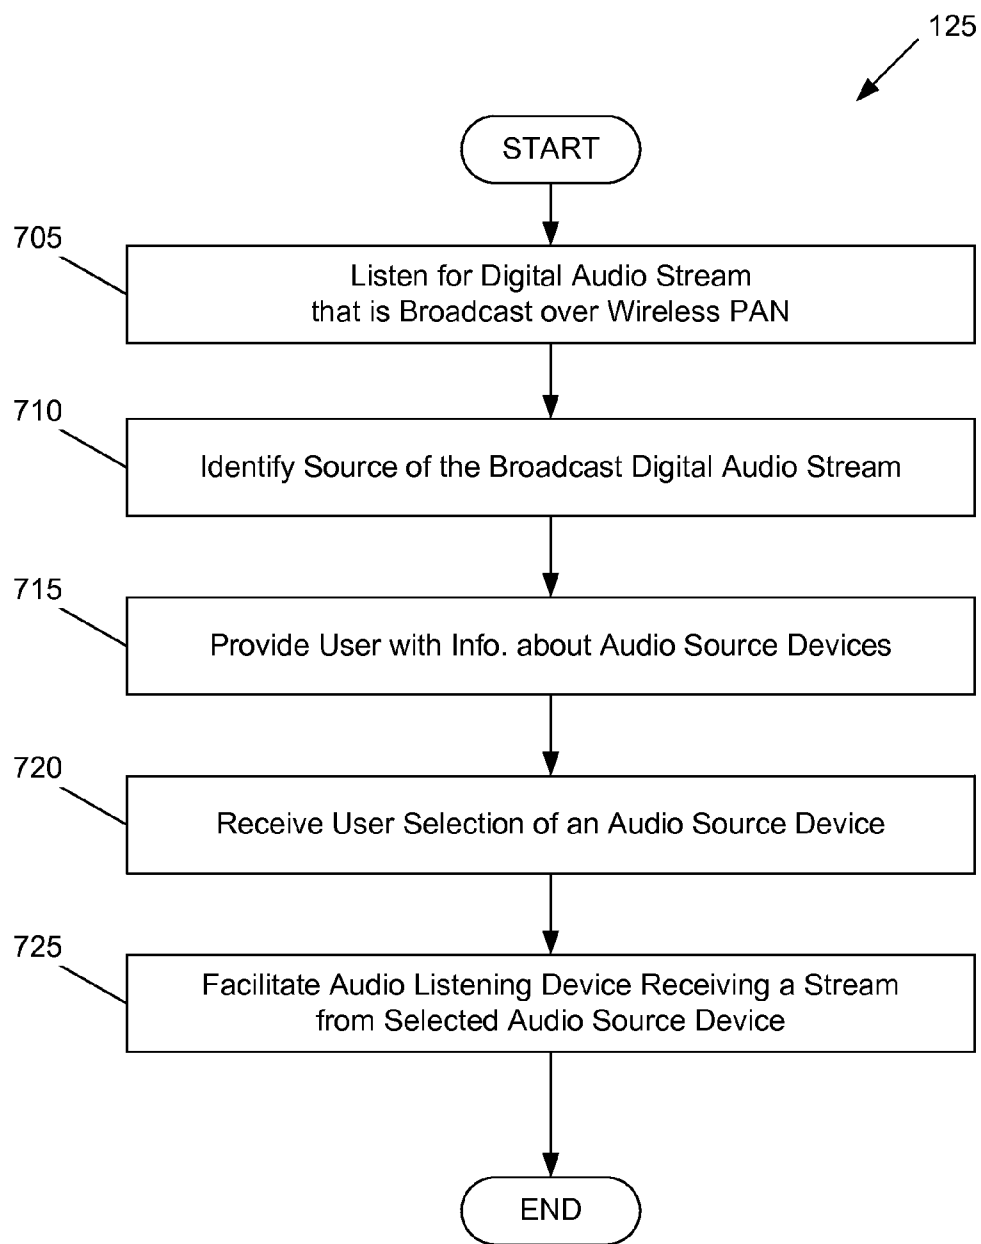 125
START
705
Listen for Digital Audio Stream
that is Broadcast over Wireless PAN
710
Identify Source of the Broadcast Digital Audio Stream
715
Provide User with Info. about Audio Source Devices
720
Receive User Selection of an Audio Source Device
725
Facilitate Audio Listening Device Receiving a Stream
from Selected Audio Source Device
END